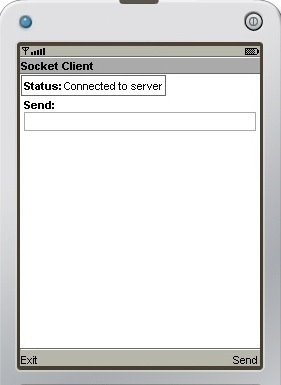 Socket Client
Status: Connected to server
Send:
Exit Send